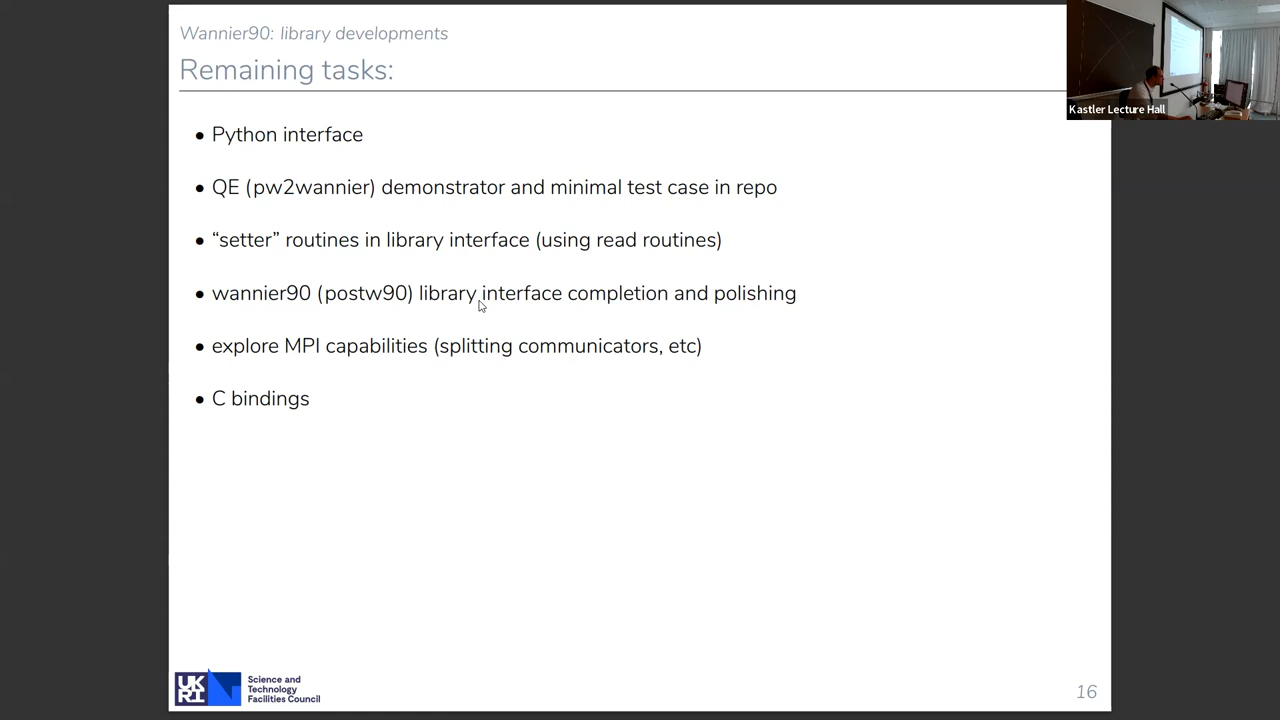 Wannier90: library developments
Remaining tasks:
• Python interface
• QE (pw2wannier) demonstrator and minimal test case in repo
• “setter” routines in library interface (using read routines)
• wannier90 (postw90) library interface completion and polishing
• explore MPI capabilities (splitting communicators, etc)
• C bindings
Kastler Lecture Hall
UK
RI
Science and
Technology
Facilities Council
16